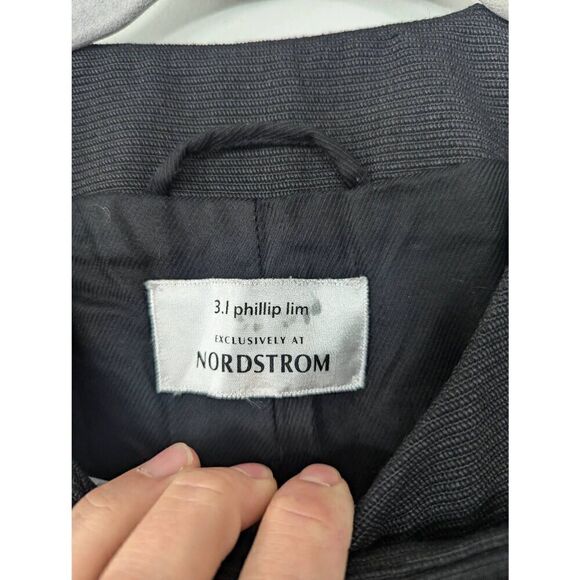 3.1 phillip lim
EXCLUSIVELY AT
NORDSTROM